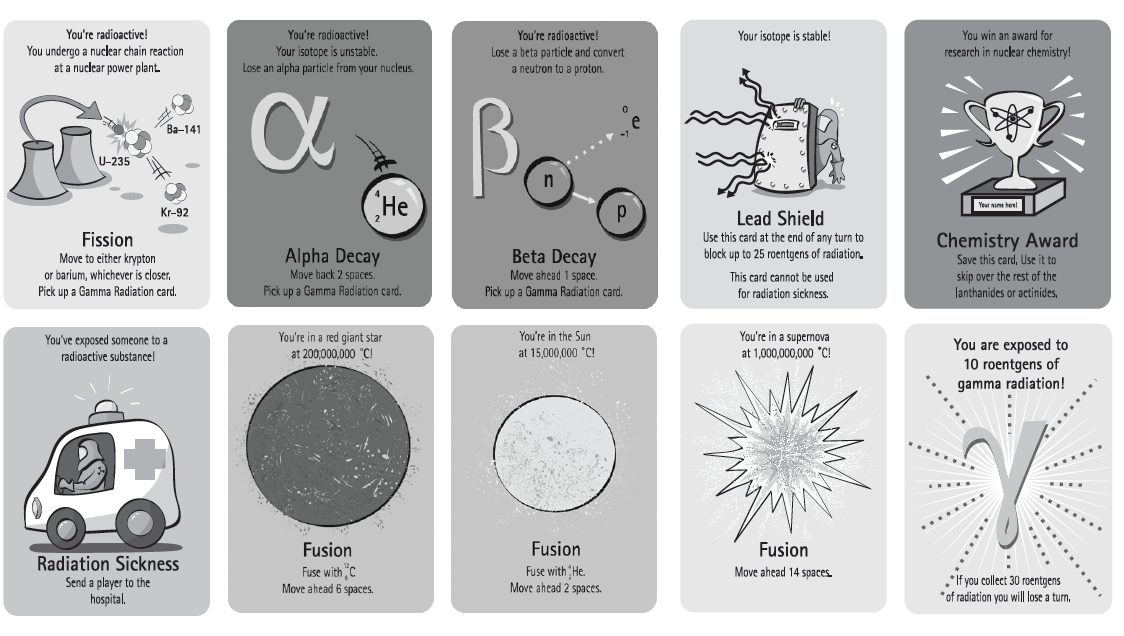 You're radioactive!
You undergo a nuclear chain reaction
at a nuclear power plant.
Ba–141
U–235
Kr–92
Fission
Move to either krypton
or barium, whichever is closer.
Pick up a Gamma Radiation card.
You're radioactive!
Your isotope is unstable.
Lose an alpha particle from your nucleus.
α
4
2 He
Alpha Decay
Move back 2 spaces.
Pick up a Gamma Radiation card.
You're radioactive!
Lose a beta particle and convert
a neutron to a proton.
β
0
-1 e
n
p
Beta Decay
Move ahead 1 space.
Pick up a Gamma Radiation card.
Your isotope is stable!
Lead Shield
Use this card at the end of any turn to
block up to 25 roentgens of radiation.
This card cannot be used
for radiation sickness.
You win an award for
research in nuclear chemistry!
Your name here!
Chemistry Award
Save this card. Use it to
skip over the rest of the
lanthanides or actinides.
You've exposed someone to a
radioactive substance!
Radiation Sickness
Send a player to the
hospital.
You're in a red giant star
at 200,000,000 ˚C!
Fusion
Fuse with ¹²₆C
Move ahead 6 spaces.
You're in the Sun
at 15,000,000 ˚C!
Fusion
Fuse with ⁴₂He.
Move ahead 2 spaces.
You're in a supernova
at 1,000,000,000 ˚C!
Fusion
Move ahead 14 spaces.
You are exposed to
10 roentgens of
gamma radiation!
γ
If you collect 30 roentgens
of radiation you will lose a turn.